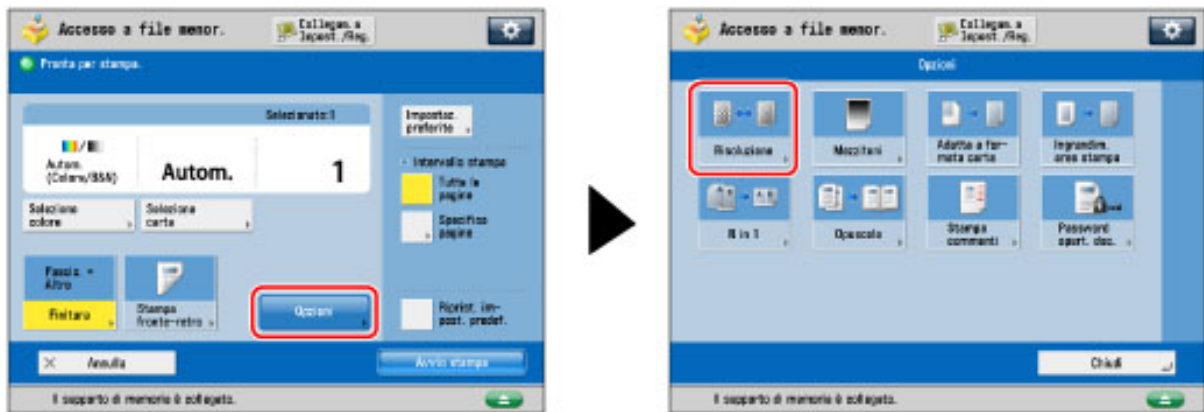 Accesso a file memor.
Collegam. a
Impost./Reg.
Pronta per stampa.
Selezionato:1
Autom.
(Colore/B&N)
Autom.
1
Seleziona
colore
Seleziona
carta
Fascic. +
Altro
Finitura
Stampa
fronte-retro
Opzioni
Impostaz.
preferite
Intervallo stampa
Tutte le
pagine
Specifica
pagine
Riprist. im-
post. predef.
× Annulla
Avvio stampa
Il supporto di memoria è collegato.
Accesso a file memor.
Collegam. a
Impost./Reg.
Opzioni
Risoluzione
Mezzitoni
Adatta a for-
mato carta
Ingrandim.
area stampa
N in 1
Opuscolo
Stampa
commenti
Password
apert. doc.
Chiudi
Il supporto di memoria è collegato.